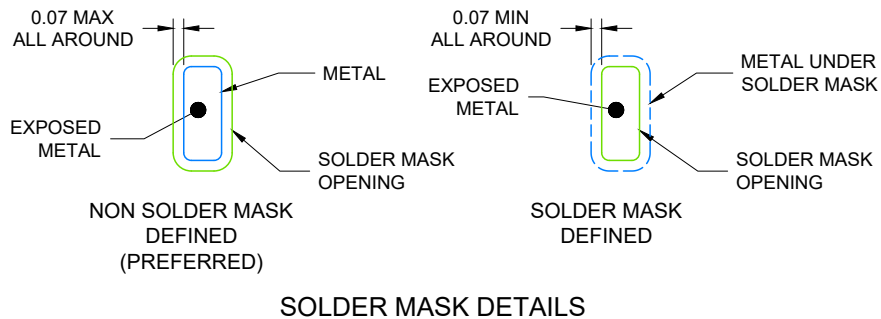 0.07 MAX
ALL AROUND
METAL
EXPOSED
METAL
SOLDER MASK
OPENING
NON SOLDER MASK
DEFINED
(PREFERRED)
0.07 MIN
ALL AROUND
METAL UNDER
SOLDER MASK
EXPOSED
METAL
SOLDER MASK
OPENING
SOLDER MASK
DEFINED
SOLDER MASK DETAILS